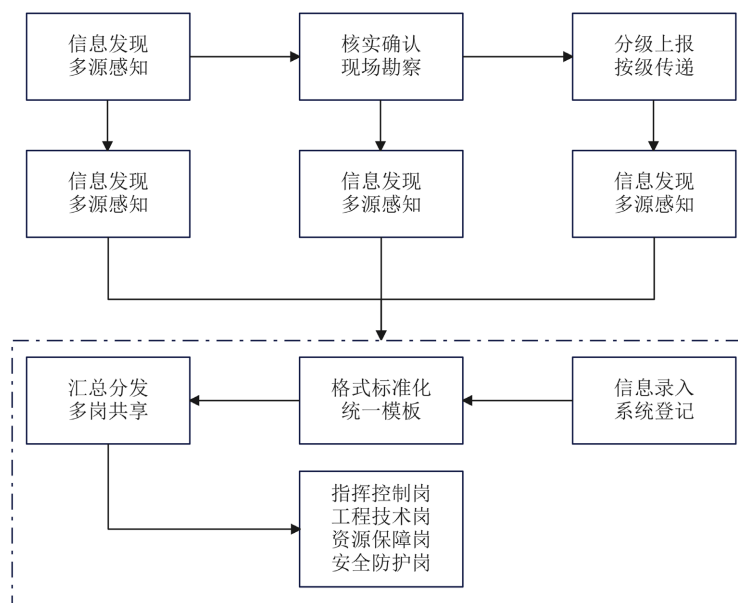 信息发现
多源感知
核实确认
现场勘察
分级上报
按级传递
信息发现
多源感知
信息发现
多源感知
信息发现
多源感知
汇总分发
多岗共享
格式标准化
统一模板
信息录入
系统登记
指挥控制岗
工程技术岗
资源保障岗
安全防护岗